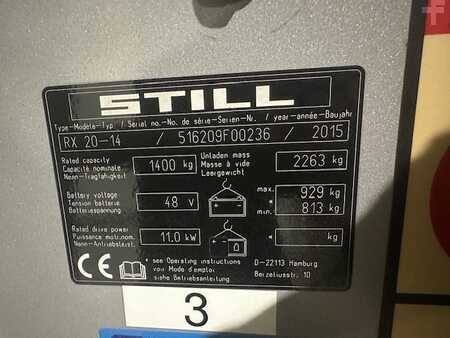 STILL
Type-Modèle-Typ / Serial no.-No. de série-Serien-Nr. / year-année-Baujahr
RX 20-14 / 516209F00236 / 2015
Rated capacity
Capacité nominale
Nenn-Tragfähigkeit
1400 kg
Unladen mass
Masse à vide
Leergewicht
2263 kg
Battery voltage
Tension batterie
Batteriespannung
48 V
max. 929 kg
*
min. 813 kg
Rated drive power
Puissance motr.nom.
Nenn-Antriebsleist.
11.0 kW
* kg
CE
* see Operating instructions
voir Mode d'emploi
siehe Betriebsanleitung
D-22113 Hamburg
Berzeliusstr. 10
3